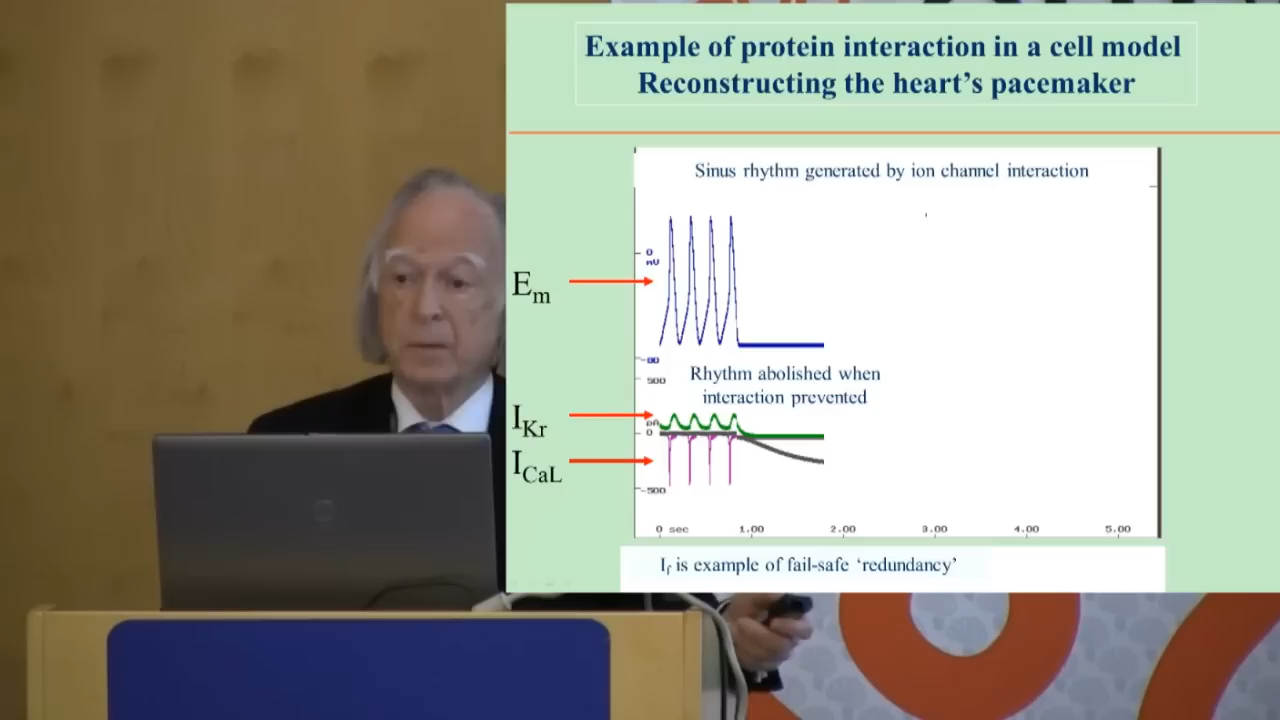 Example of protein interaction in a cell model
Reconstructing the heart's pacemaker
Sinus rhythm generated by ion channel interaction
0
mV
Em
-80
500
Rhythm abolished when
interaction prevented
IKr
pA
0
ICaL
-500
0 sec 1.00 2.00 3.00 4.00 5.00
If is example of fail-safe 'redundancy'